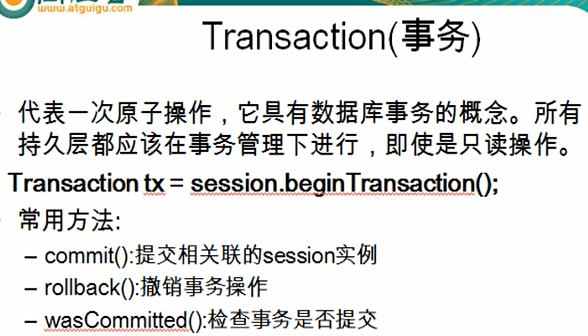 www.atguigu.com
Transaction(事务)
代表一次原子操作，它具有数据库事务的概念。所有
持久层都应该在事务管理下进行，即使是只读操作。
Transaction tx = session.beginTransaction();
• 常用方法:
– commit():提交相关联的session实例
– rollback():撤销事务操作
– wasCommitted():检查事务是否提交